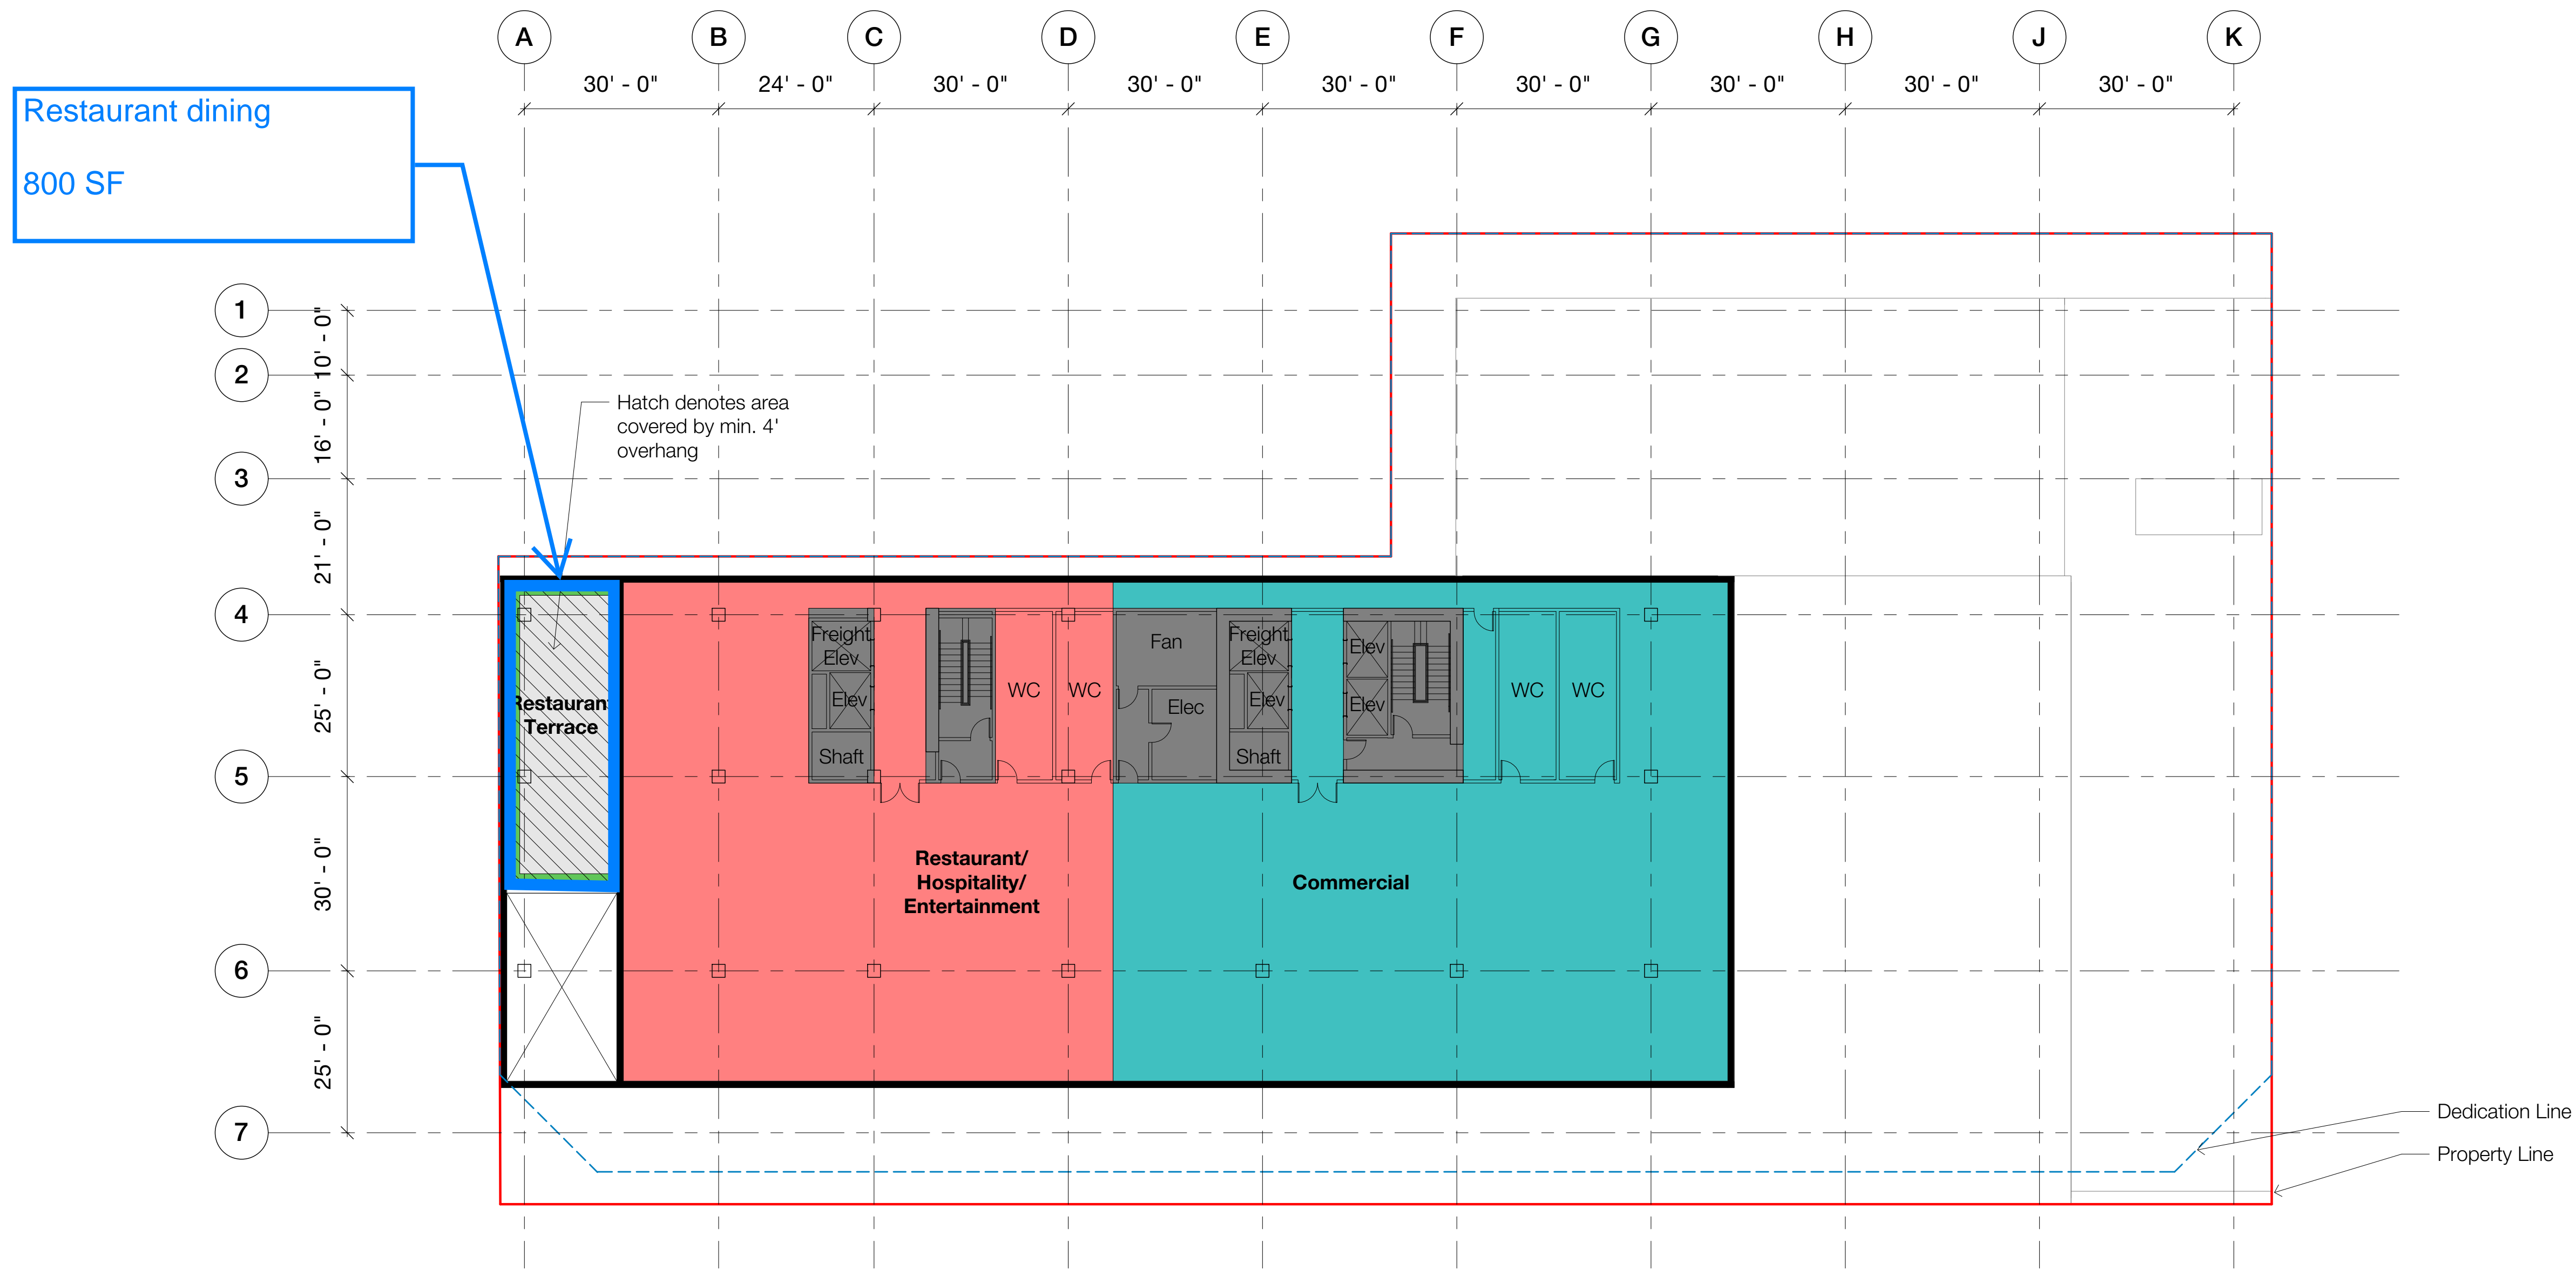 A B C D E F G H J K
30' - 0" 24' - 0" 30' - 0" 30' - 0" 30' - 0" 30' - 0" 30' - 0" 30' - 0" 30' - 0"
Restaurant dining
800 SF
1
10' - 0"
2
16' - 0"
Hatch denotes area
covered by min. 4'
overhang
3
21' - 0"
4
25' - 0"
Freight
Elev
Elev
Shaft
WC
WC
Fan
Elec
Freight
Elev
Elev
Shaft
Elev
Elev
WC
WC
Restaurant
Terrace
5
30' - 0"
Restaurant/
Hospitality/
Entertainment
Commercial
6
25' - 0"
7
Dedication Line
Property Line